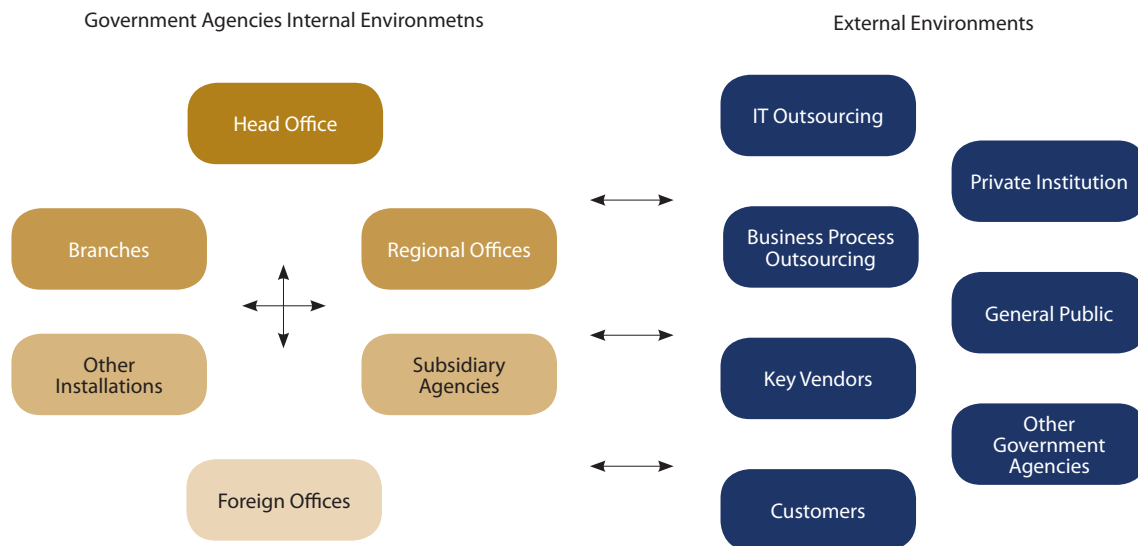 Government Agencies Internal Environmetns
External Environments
Head Office
Branches
Regional Offices
Other
Installations
Subsidiary
Agencies
Foreign Offices
IT Outsourcing
Private Institution
Business Process
Outsourcing
General Public
Key Vendors
Other
Government
Agencies
Customers